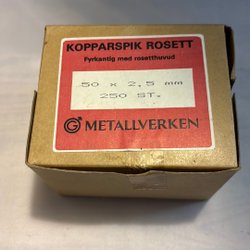 KOPPARSPIK ROSETT
Fyrkantig med rosetthuvud
50 x 2,5 mm
250 ST.
METALLVERKEN